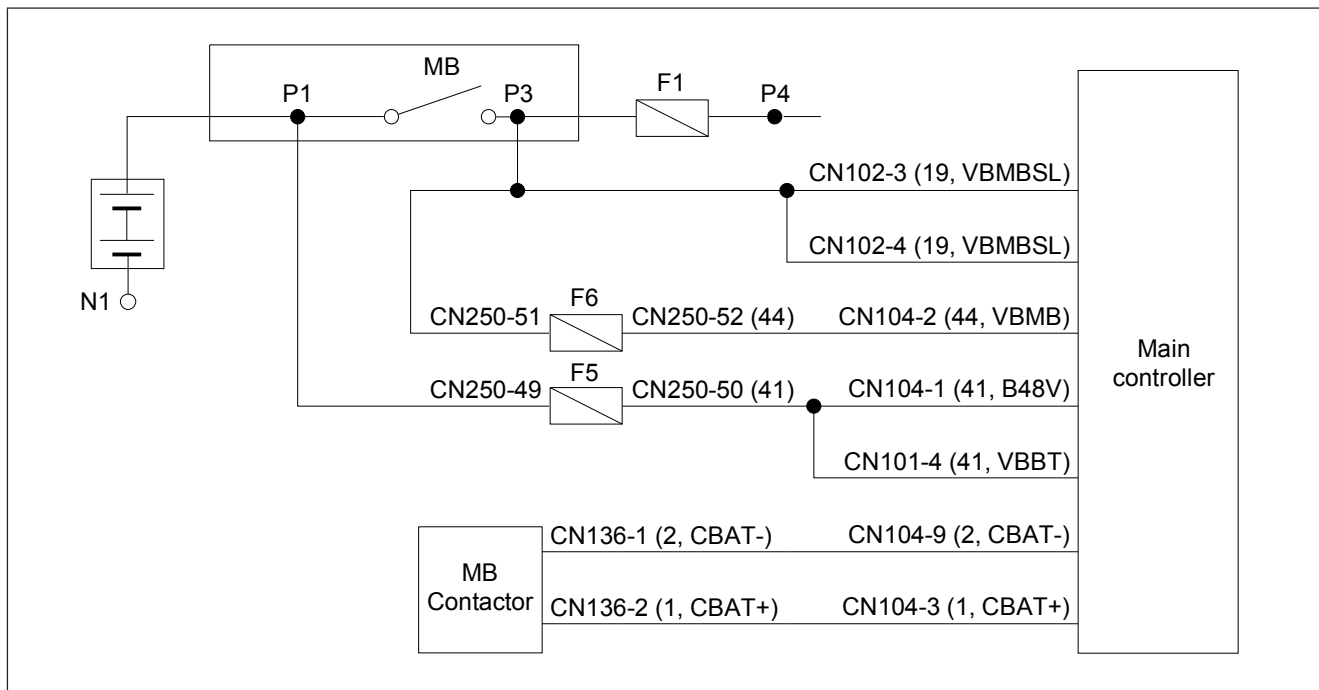 MB
P1
P3
F1
P4
CN102-3 (19, VBMBSL)
CN102-4 (19, VBMBSL)
N1
CN250-51
F6
CN250-52 (44)
CN104-2 (44, VBMB)
CN250-49
F5
CN250-50 (41)
CN104-1 (41, B48V)
CN101-4 (41, VBBT)
Main
controller
MB
Contactor
CN136-1 (2, CBAT-)
CN104-9 (2, CBAT-)
CN136-2 (1, CBAT+)
CN104-3 (1, CBAT+)